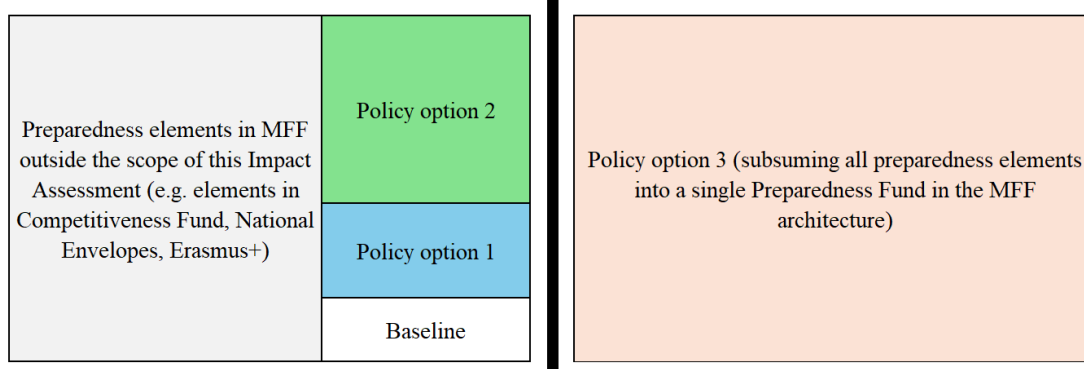 Preparedness elements in MFF
outside the scope of this Impact
Assessment (e.g. elements in
Competitiveness Fund, National
Envelopes, Erasmus+)
Policy option 2
Policy option 1
Baseline
Policy option 3 (subsuming all preparedness elements
into a single Preparedness Fund in the MFF
architecture)